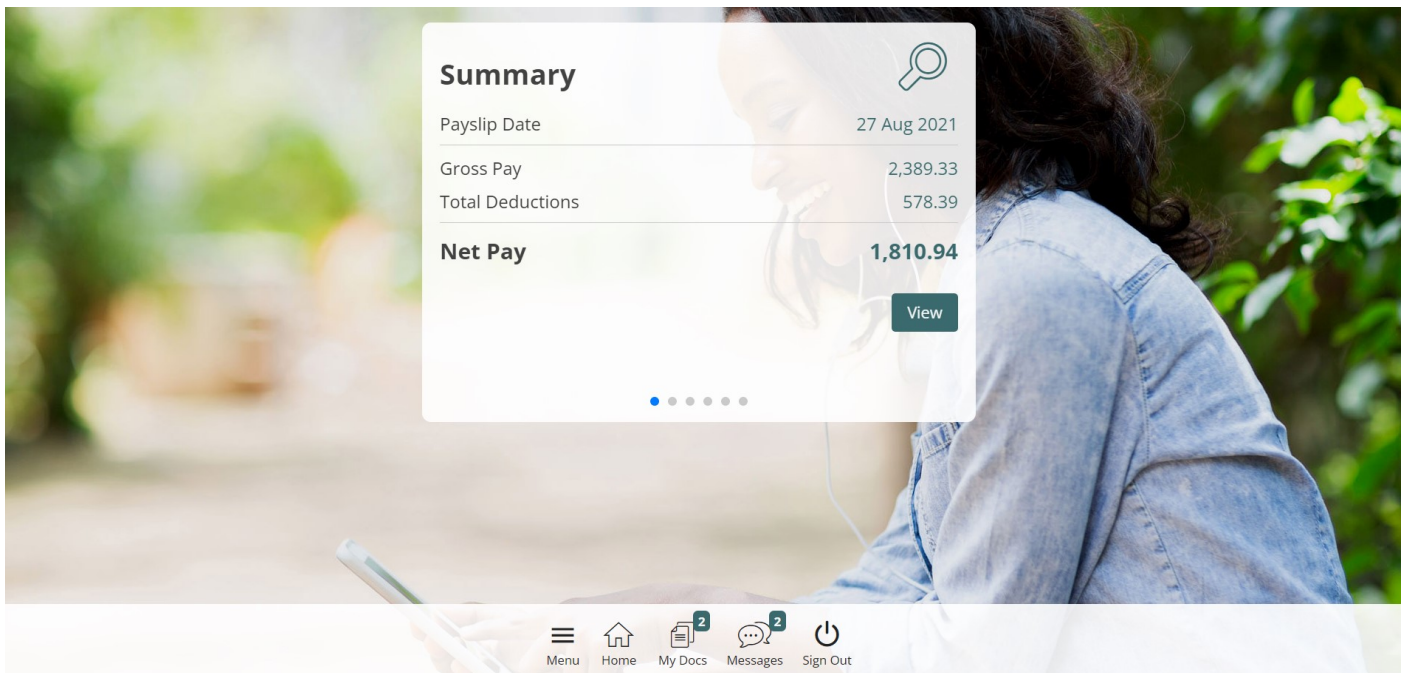 Summary
Payslip Date 27 Aug 2021
Gross Pay 2,389.33
Total Deductions 578.39
Net Pay 1,810.94
View
2 2
Menu Home My Docs Messages Sign Out